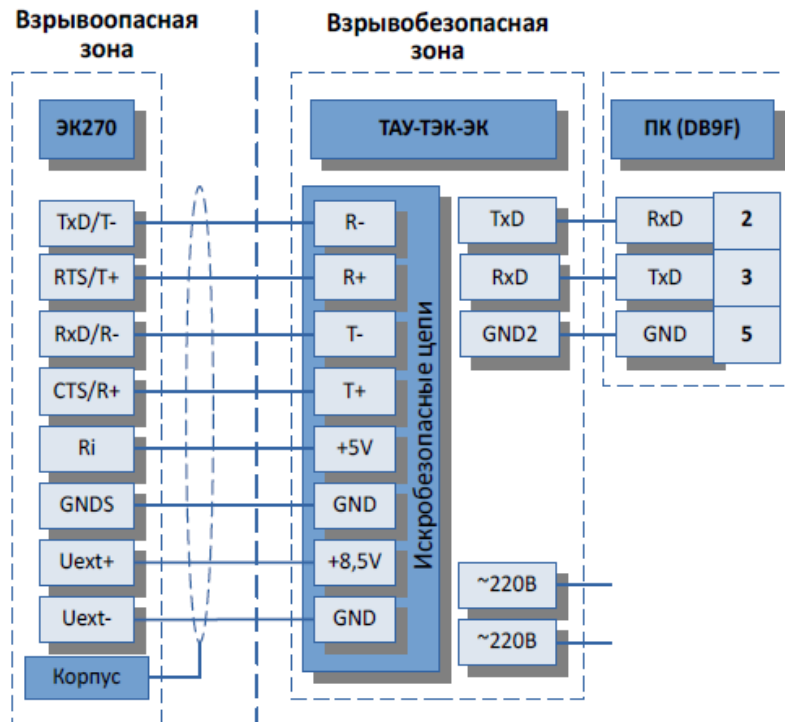 Взрывоопасная
зона
Взрывобезопасная
зона
ЭК270
ТАУ-ТЭК-ЭК
ПК (DB9F)
TxD/T-
R-
TxD
RxD
2
RTS/T+
R+
RxD
TxD
3
RxD/R-
T-
GND2
GND
5
CTS/R+
T+
Ri
+5V
GNDS
GND
Uext+
+8,5V
Uext-
GND
Искробезопасные цепи
~220В
~220В
Корпус